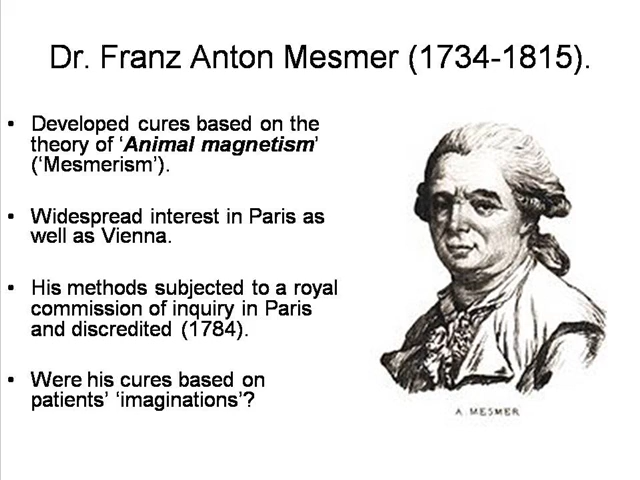 Dr. Franz Anton Mesmer (1734-1815).
• Developed cures based on the
theory of ‘Animal magnetism’
(‘Mesmerism’).
• Widespread interest in Paris as
well as Vienna.
• His methods subjected to a royal
commission of inquiry in Paris
and discredited (1784).
• Were his cures based on
patients’ ‘imaginations’?
A. MESMER